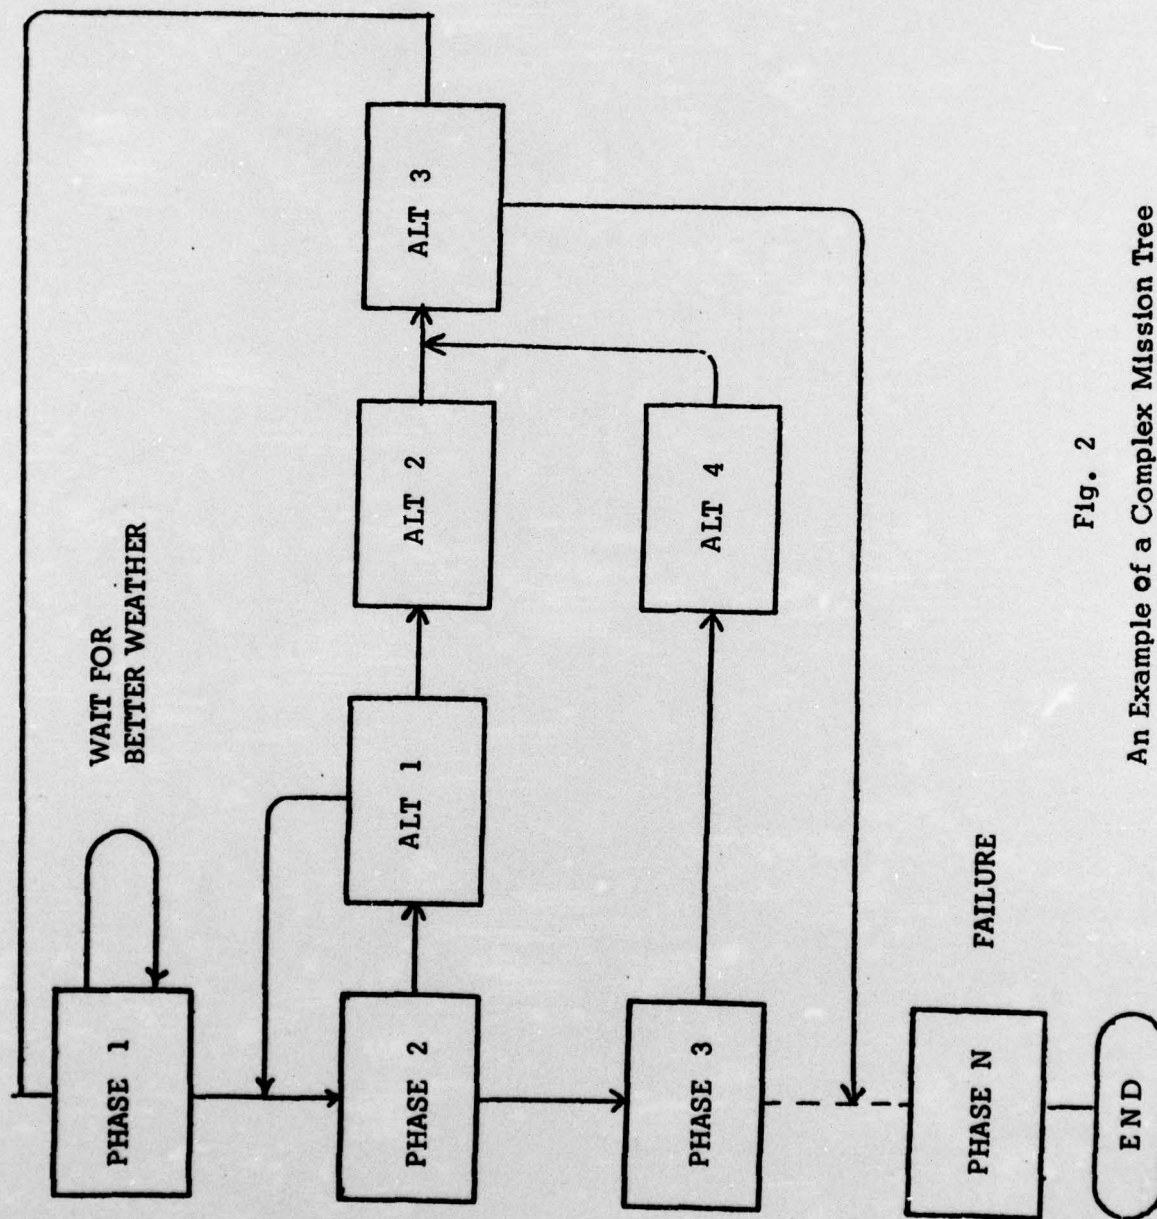 PHASE 1
WAIT FOR
BETTER WEATHER
PHASE 2
ALT 1
ALT 2
ALT 3
PHASE 3
ALT 4
PHASE N
FAILURE
END
Fig. 2
An Example of a Complex Mission Tree